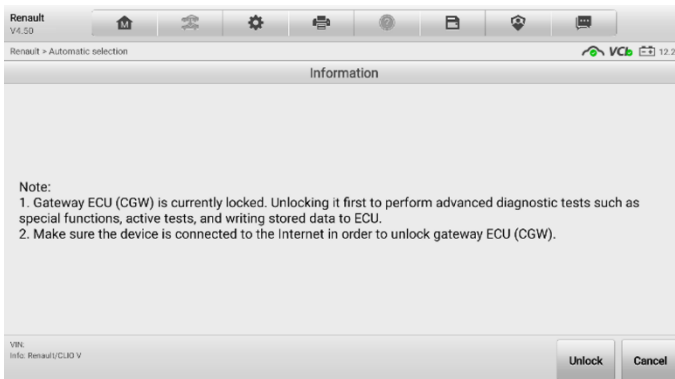 Renault
V4.50
Renault > Automatic selection
VCI 12.2
Information
Note:
1. Gateway ECU (CGW) is currently locked. Unlocking it first to perform advanced diagnostic tests such as
special functions, active tests, and writing stored data to ECU.
2. Make sure the device is connected to the Internet in order to unlock gateway ECU (CGW).
VIN:
Info: Renault/CLIO V
Unlock Cancel